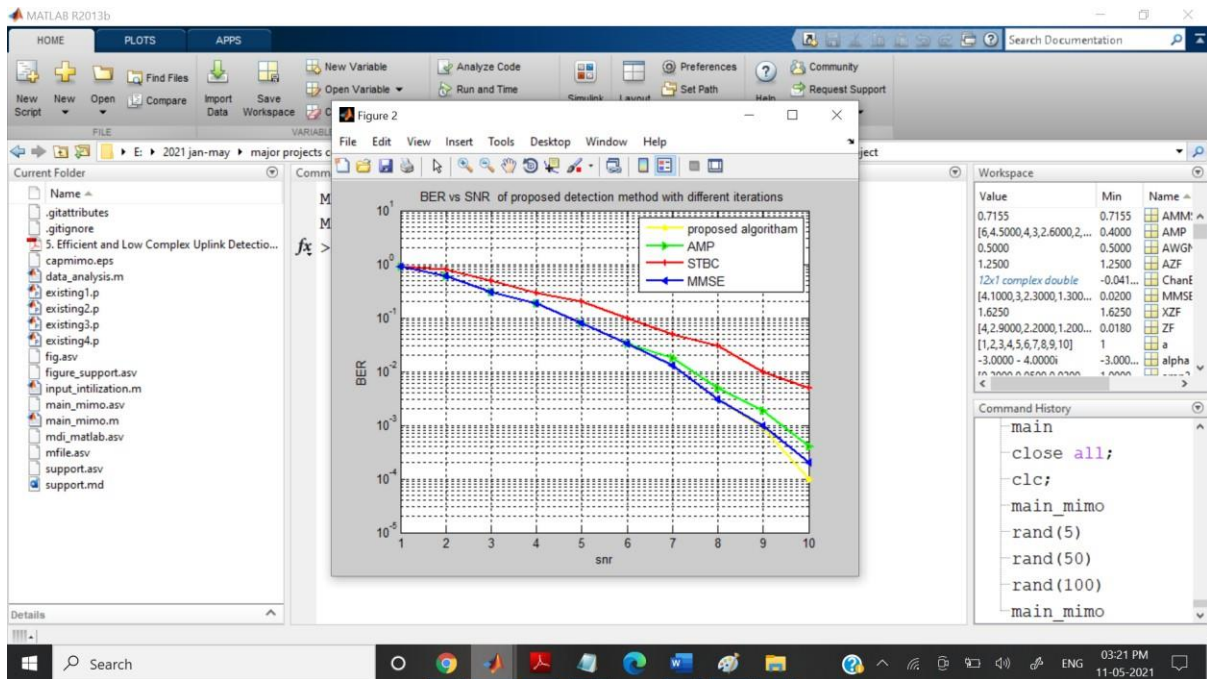 MATLAB R2013b
HOME PLOTS APPS
Search Documentation
New Script
New
Open
Find Files
Compare
Import Data
Save Workspace
New Variable
Open Variable
Analyze Code
Run and Time
Simulink
Layout
Preferences
Set Path
Help
Community
Request Support
FILE
E: ▸ 2021 jan-may ▸ major projects
Current Folder
Name
.gitattributes
.gitignore
5. Efficient and Low Complex Uplink Detectio...
capmimo.eps
data_analysis.m
existing1.p
existing2.p
existing3.p
existing4.p
fig.asv
figure_support.asv
input_intilization.m
main_mimo.asv
main_mimo.m
mdi_matlab.asv
mfile.asv
support.asv
support.md
Details
M
M
fx >
Figure 2
File Edit View Insert Tools Desktop Window Help
BER vs SNR of proposed detection method with different iterations
proposed algoritham
AMP
STBC
MMSE
10^1
10^0
10^-1
10^-2
10^-3
10^-4
10^-5
BER
1 2 3 4 5 6 7 8 9 10
snr
Workspace
Value Min Name
0.7155 0.7155 AMM
[6,4.5000,4,3,2.6000,2,... 0.4000 AMP
0.5000 0.5000 AWGN
1.2500 1.2500 AZF
12x1 complex double -0.041... ChanE
[4.1000,3,2.3000,1.300... 0.0200 MMSE
1.6250 1.6250 XZF
[4,2.9000,2.2000,1.200... 0.0180 ZF
[1,2,3,4,5,6,7,8,9,10] 1 a
-3.0000 - 4.0000i -3.000... alpha
Command History
main
close all;
clc;
main_mimo
rand(5)
rand(50)
rand(100)
main_mimo
Search
ENG
03:21 PM
11-05-2021